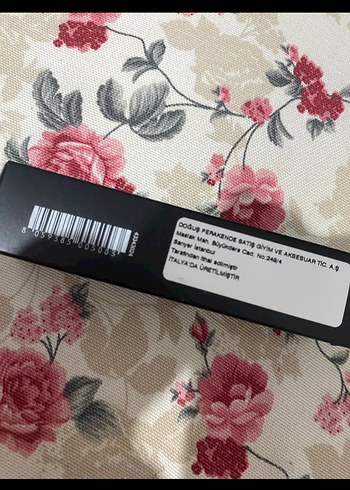 DOĞUŞ PERAKENDE SATIŞ GİYİM VE AKSESUAR TİC. A.Ş.
Maslak Mah. Büyükdere Cad. No:249/4
Sarıyer İstanbul
Tarafından ithal edilmiştir
İTALYA'DA ÜRETİLMİŞTİR